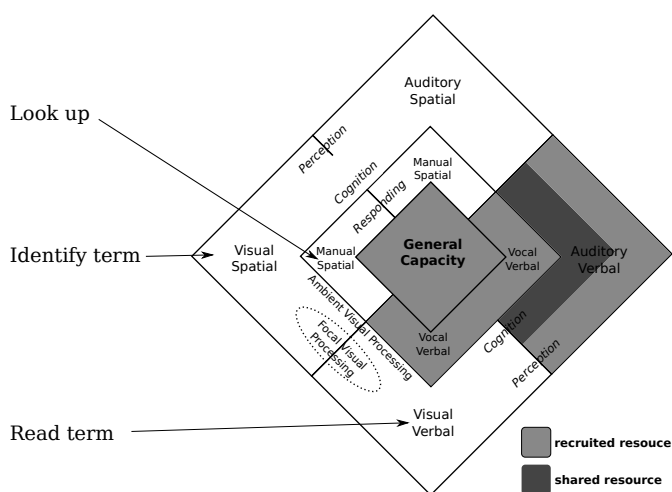 Auditory
Spatial
Look up
Perception
Cognition
Manual
Spatial
Responding
Identify term
Visual
Spatial
Manual
Spatial
General
Capacity
Vocal
Verbal
Auditory
Verbal
Ambient Visual Processing
Focal Visual
Processing
Vocal
Verbal
Cognition
Perception
Read term
Visual
Verbal
recruited resouce
shared resource